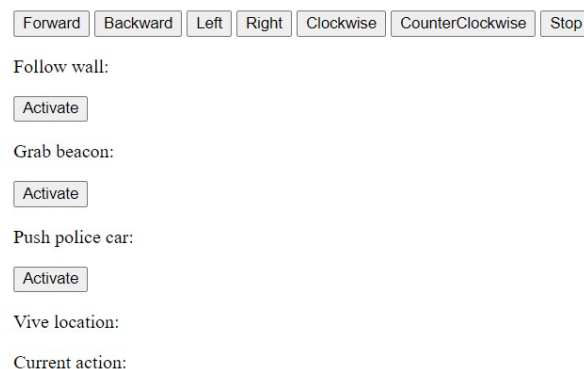 Forward Backward Left Right Clockwise CounterClockwise Stop
Follow wall:
Activate
Grab beacon:
Activate
Push police car:
Activate
Vive location:
Current action: